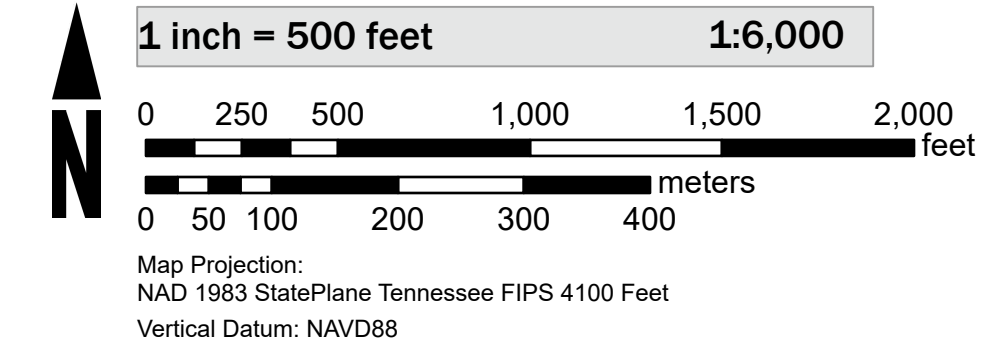 1 inch = 500 feet 1:6,000
0 250 500 1,000 1,500 2,000
feet
meters
0 50 100 200 300 400
N
Map Projection:
NAD 1983 StatePlane Tennessee FIPS 4100 Feet
Vertical Datum: NAVD88